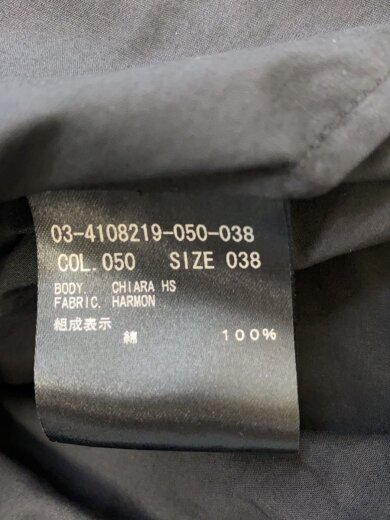 03-4108219-050-038
COL. 050 SIZE 038
BODY. CHIARA HS
FABRIC. HARMON
組成表示
綿 100%